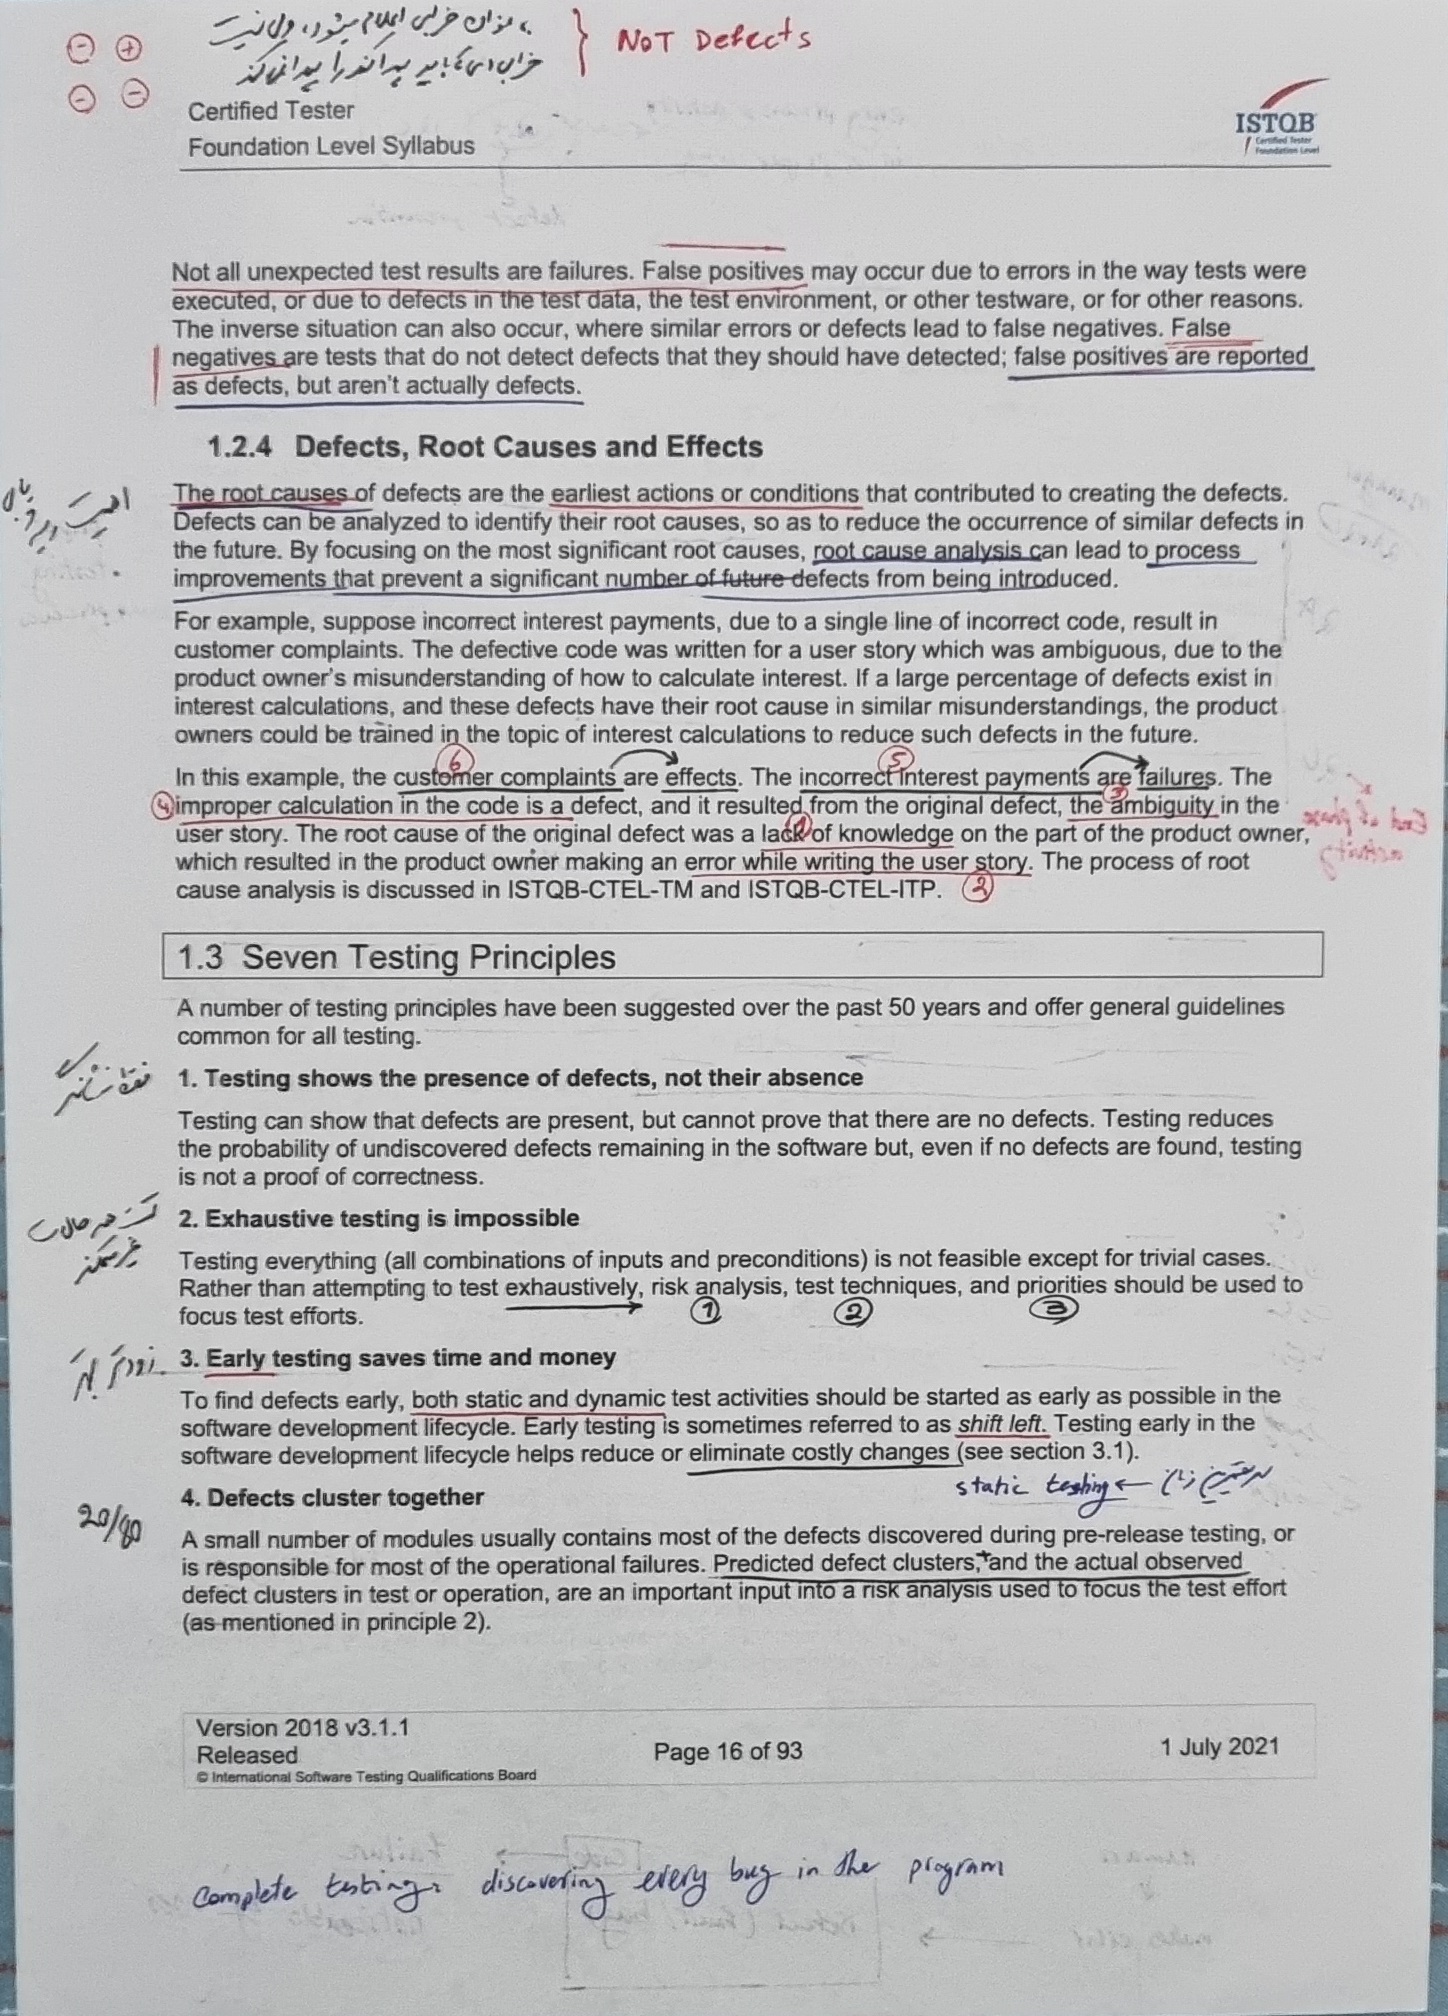 به عنوان خرابی اعلام میشود، ولی نیست
خرابی ای که باید پیدا کند را پیدا نمی کند
NOT Defects
Certified Tester
Foundation Level Syllabus
ISTQB
Certified Tester
Foundation Level
Not all unexpected test results are failures. False positives may occur due to errors in the way tests were
executed, or due to defects in the test data, the test environment, or other testware, or for other reasons.
The inverse situation can also occur, where similar errors or defects lead to false negatives. False
negatives are tests that do not detect defects that they should have detected; false positives are reported
as defects, but aren't actually defects.
1.2.4 Defects, Root Causes and Effects
The root causes of defects are the earliest actions or conditions that contributed to creating the defects.
Defects can be analyzed to identify their root causes, so as to reduce the occurrence of similar defects in
the future. By focusing on the most significant root causes, root cause analysis can lead to process
improvements that prevent a significant number of future defects from being introduced.
For example, suppose incorrect interest payments, due to a single line of incorrect code, result in
customer complaints. The defective code was written for a user story which was ambiguous, due to the
product owner's misunderstanding of how to calculate interest. If a large percentage of defects exist in
interest calculations, and these defects have their root cause in similar misunderstandings, the product
owners could be trained in the topic of interest calculations to reduce such defects in the future.
6 5
In this example, the customer complaints are effects. The incorrect interest payments are failures. The
4 improper calculation in the code is a defect, and it resulted from the original defect, the 3 ambiguity in the
user story. The root cause of the original defect was a lack 1 of knowledge on the part of the product owner,
which resulted in the product owner making an error while writing the user story. The process of root
cause analysis is discussed in ISTQB-CTEL-TM and ISTQB-CTEL-ITP. 2
1.3 Seven Testing Principles
A number of testing principles have been suggested over the past 50 years and offer general guidelines
common for all testing.
1. Testing shows the presence of defects, not their absence
Testing can show that defects are present, but cannot prove that there are no defects. Testing reduces
the probability of undiscovered defects remaining in the software but, even if no defects are found, testing
is not a proof of correctness.
2. Exhaustive testing is impossible
Testing everything (all combinations of inputs and preconditions) is not feasible except for trivial cases.
Rather than attempting to test exhaustively, risk analysis, test techniques, and priorities should be used to
1 2 3
focus test efforts.
3. Early testing saves time and money
To find defects early, both static and dynamic test activities should be started as early as possible in the
software development lifecycle. Early testing is sometimes referred to as shift left. Testing early in the
software development lifecycle helps reduce or eliminate costly changes (see section 3.1).
static testing ←
20/80
4. Defects cluster together
A small number of modules usually contains most of the defects discovered during pre-release testing, or
is responsible for most of the operational failures. Predicted defect clusters, + and the actual observed
defect clusters in test or operation, are an important input into a risk analysis used to focus the test effort
(as mentioned in principle 2).
Version 2018 v3.1.1
Released
© International Software Testing Qualifications Board
Page 16 of 93
1 July 2021
complete testing: discovering every bug in the program